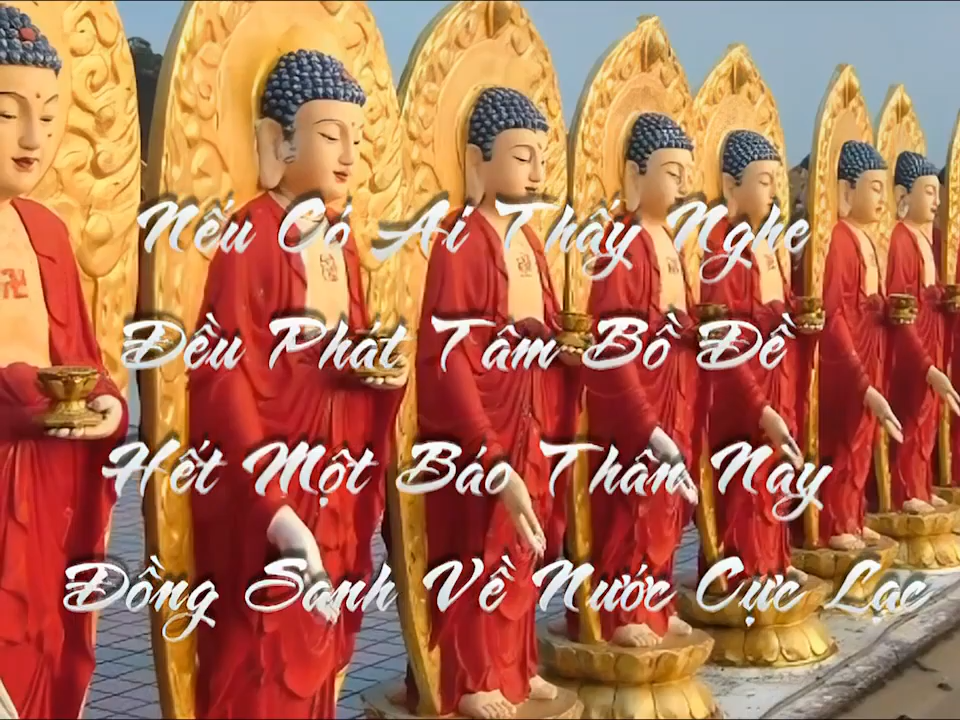 Nếu Có Ai Thấy Nghe
Đều Phát Tâm Bồ Đề
Hết Một Báo Thân Nay
Đồng Sanh Về Nước Cực Lạc